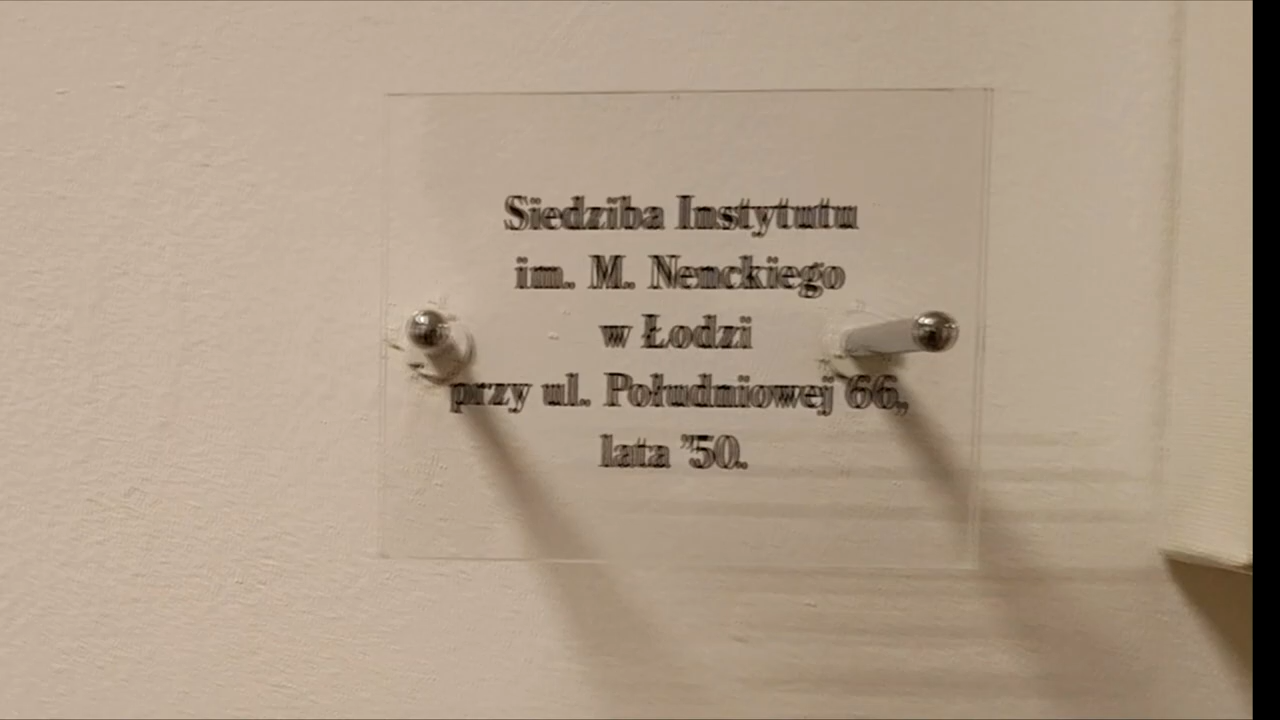 Siedziba Instytutu
im. M. Nenckiego
w Łodzi
przy ul. Południowej 66,
lata '50.